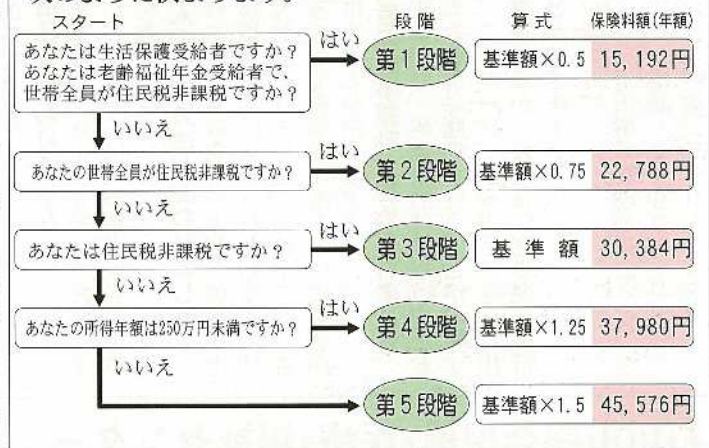 スタート 段階 算式 保険料額(年額)
あなたは生活保護受給者ですか?
あなたは老齢福祉年金受給者で、
世帯全員が住民税非課税ですか?
はい 第1段階 基準額×0.5 15,192円
いいえ
あなたの世帯全員が住民税非課税ですか?
はい 第2段階 基準額×0.75 22,788円
いいえ
あなたは住民税非課税ですか?
はい 第3段階 基準額 30,384円
いいえ
あなたの所得年額は250万円未満ですか?
はい 第4段階 基準額×1.25 37,980円
いいえ
第5段階 基準額×1.5 45,576円